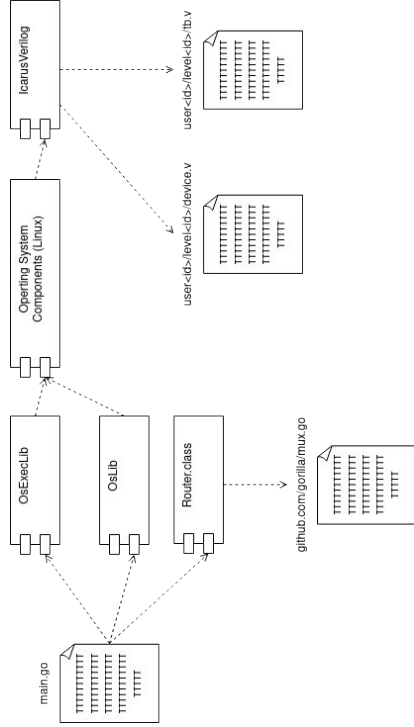 OsExecLib
Operting System
Components (Linux)
IcarusVerilog
main.go
OsLib
Router.class
user<id>/level<id>/device.v
user<id>/level<id>/tb.v
github.com/gorilla/mux.go